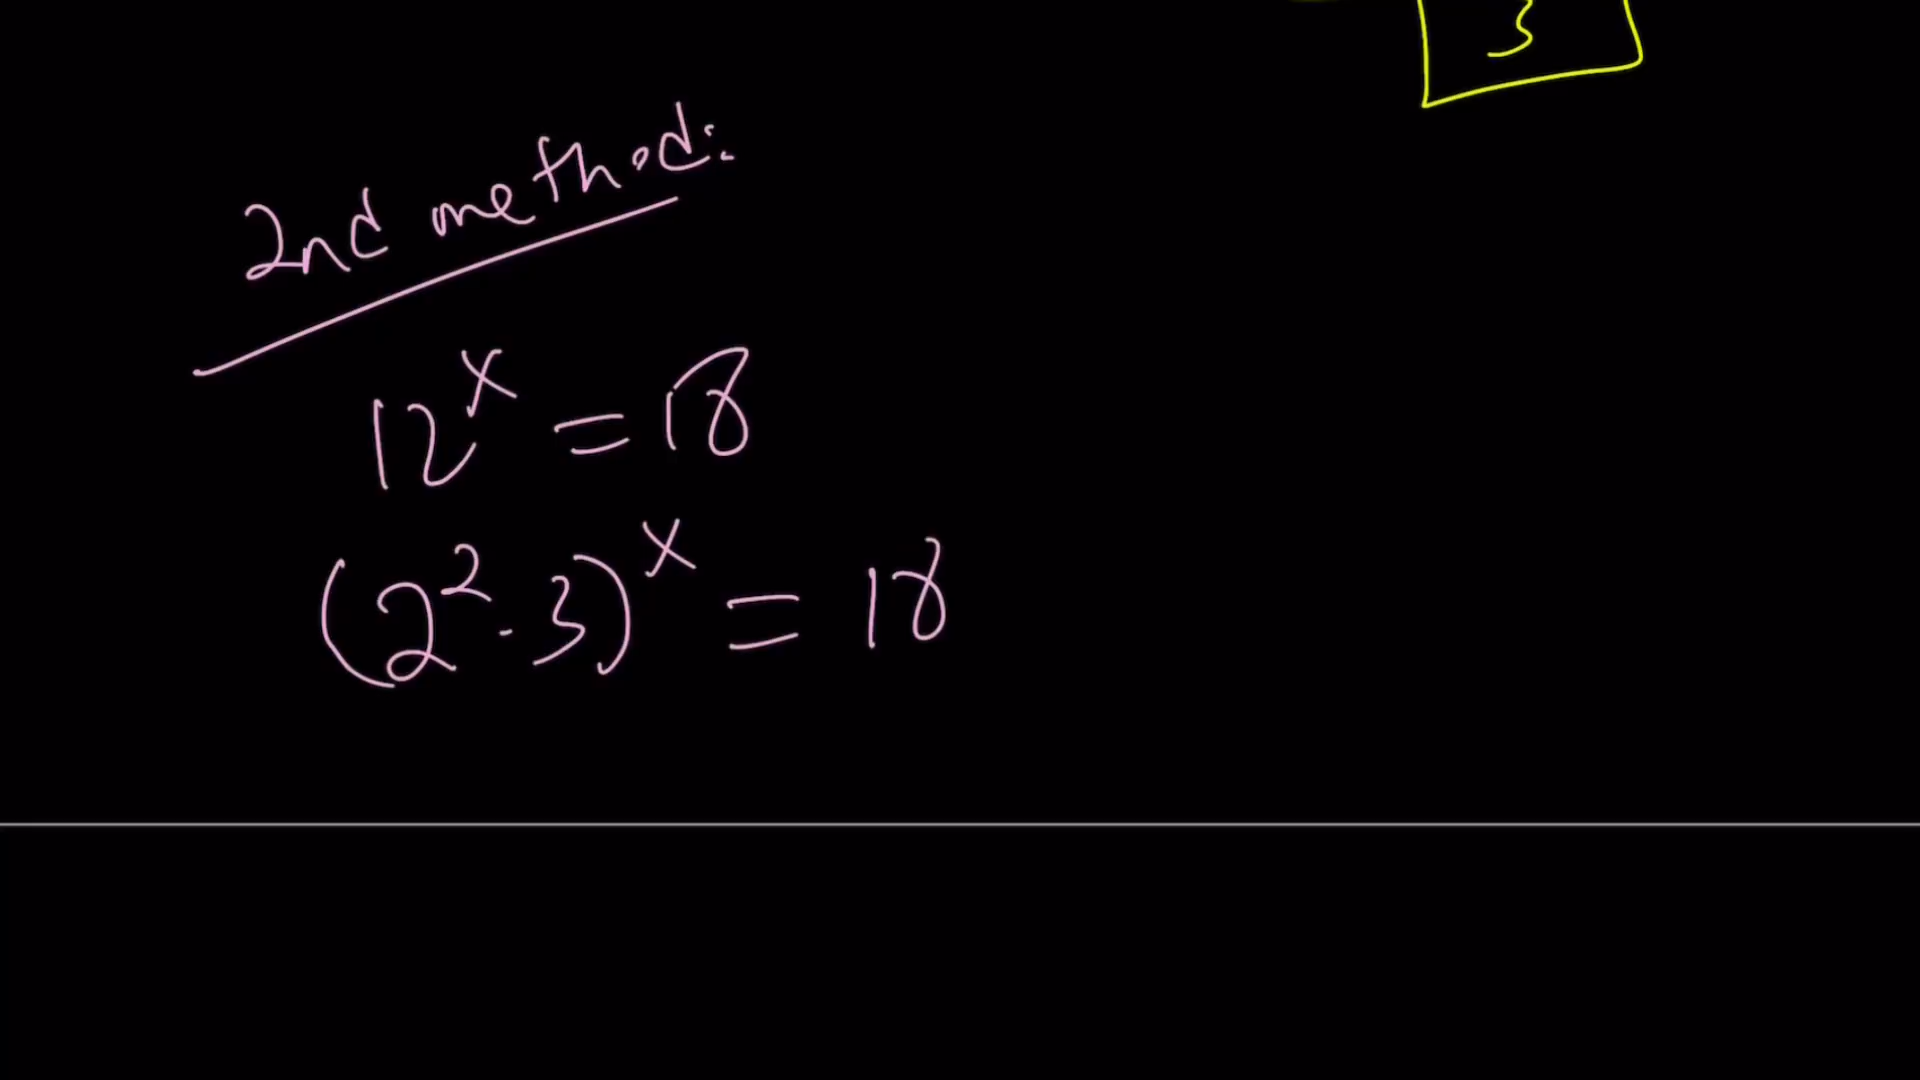 3
2nd method:
12^x = 18
(2^2 · 3)^x = 18